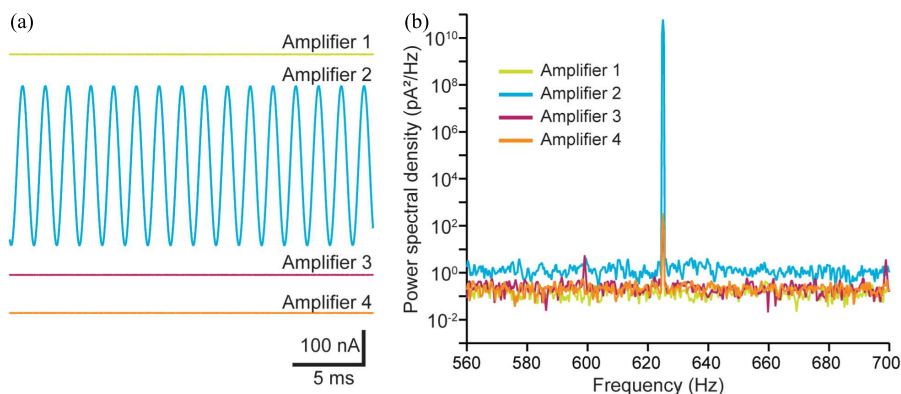 (a)
Amplifier 1
Amplifier 2
Amplifier 3
Amplifier 4
100 nA
5 ms
(b)
Power spectral density (pA²/Hz)
10¹⁰
10⁸
10⁶
10⁴
10²
10⁰
10⁻²
Amplifier 1
Amplifier 2
Amplifier 3
Amplifier 4
560 580 600 620 640 660 680 700
Frequency (Hz)